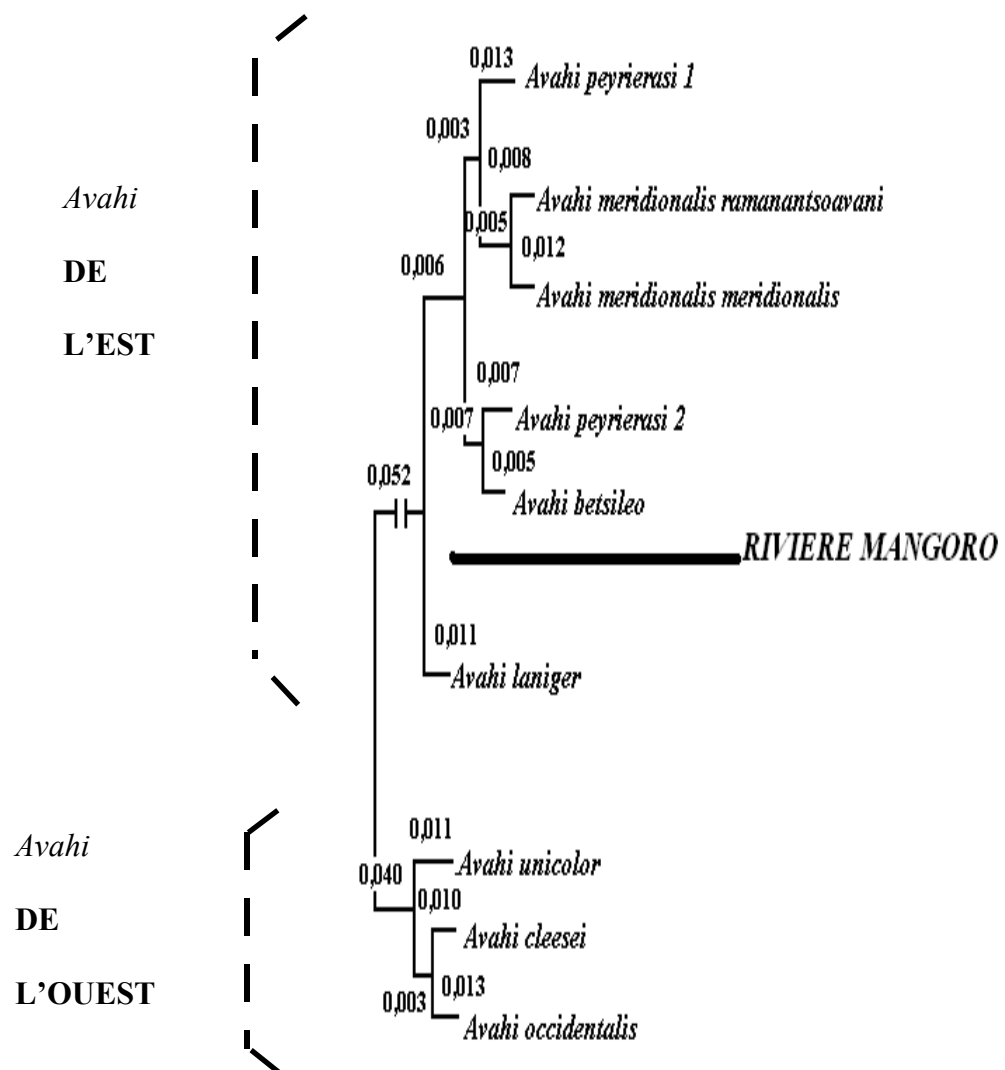 0,013
Avahi peyrierasi 1
0,003
0,008
Avahi
DE
L’EST
Avahi meridionalis ramanantsoavani
0,005
0,012
0,006
Avahi meridionalis meridionalis
0,007
0,007
Avahi peyrierasi 2
0,005
0,052
Avahi betsileo
RIVIERE MANGORO
0,011
Avahi laniger
Avahi
DE
L’OUEST
0,011
Avahi unicolor
0,040
0,010
Avahi cleesei
0,003
0,013
Avahi occidentalis